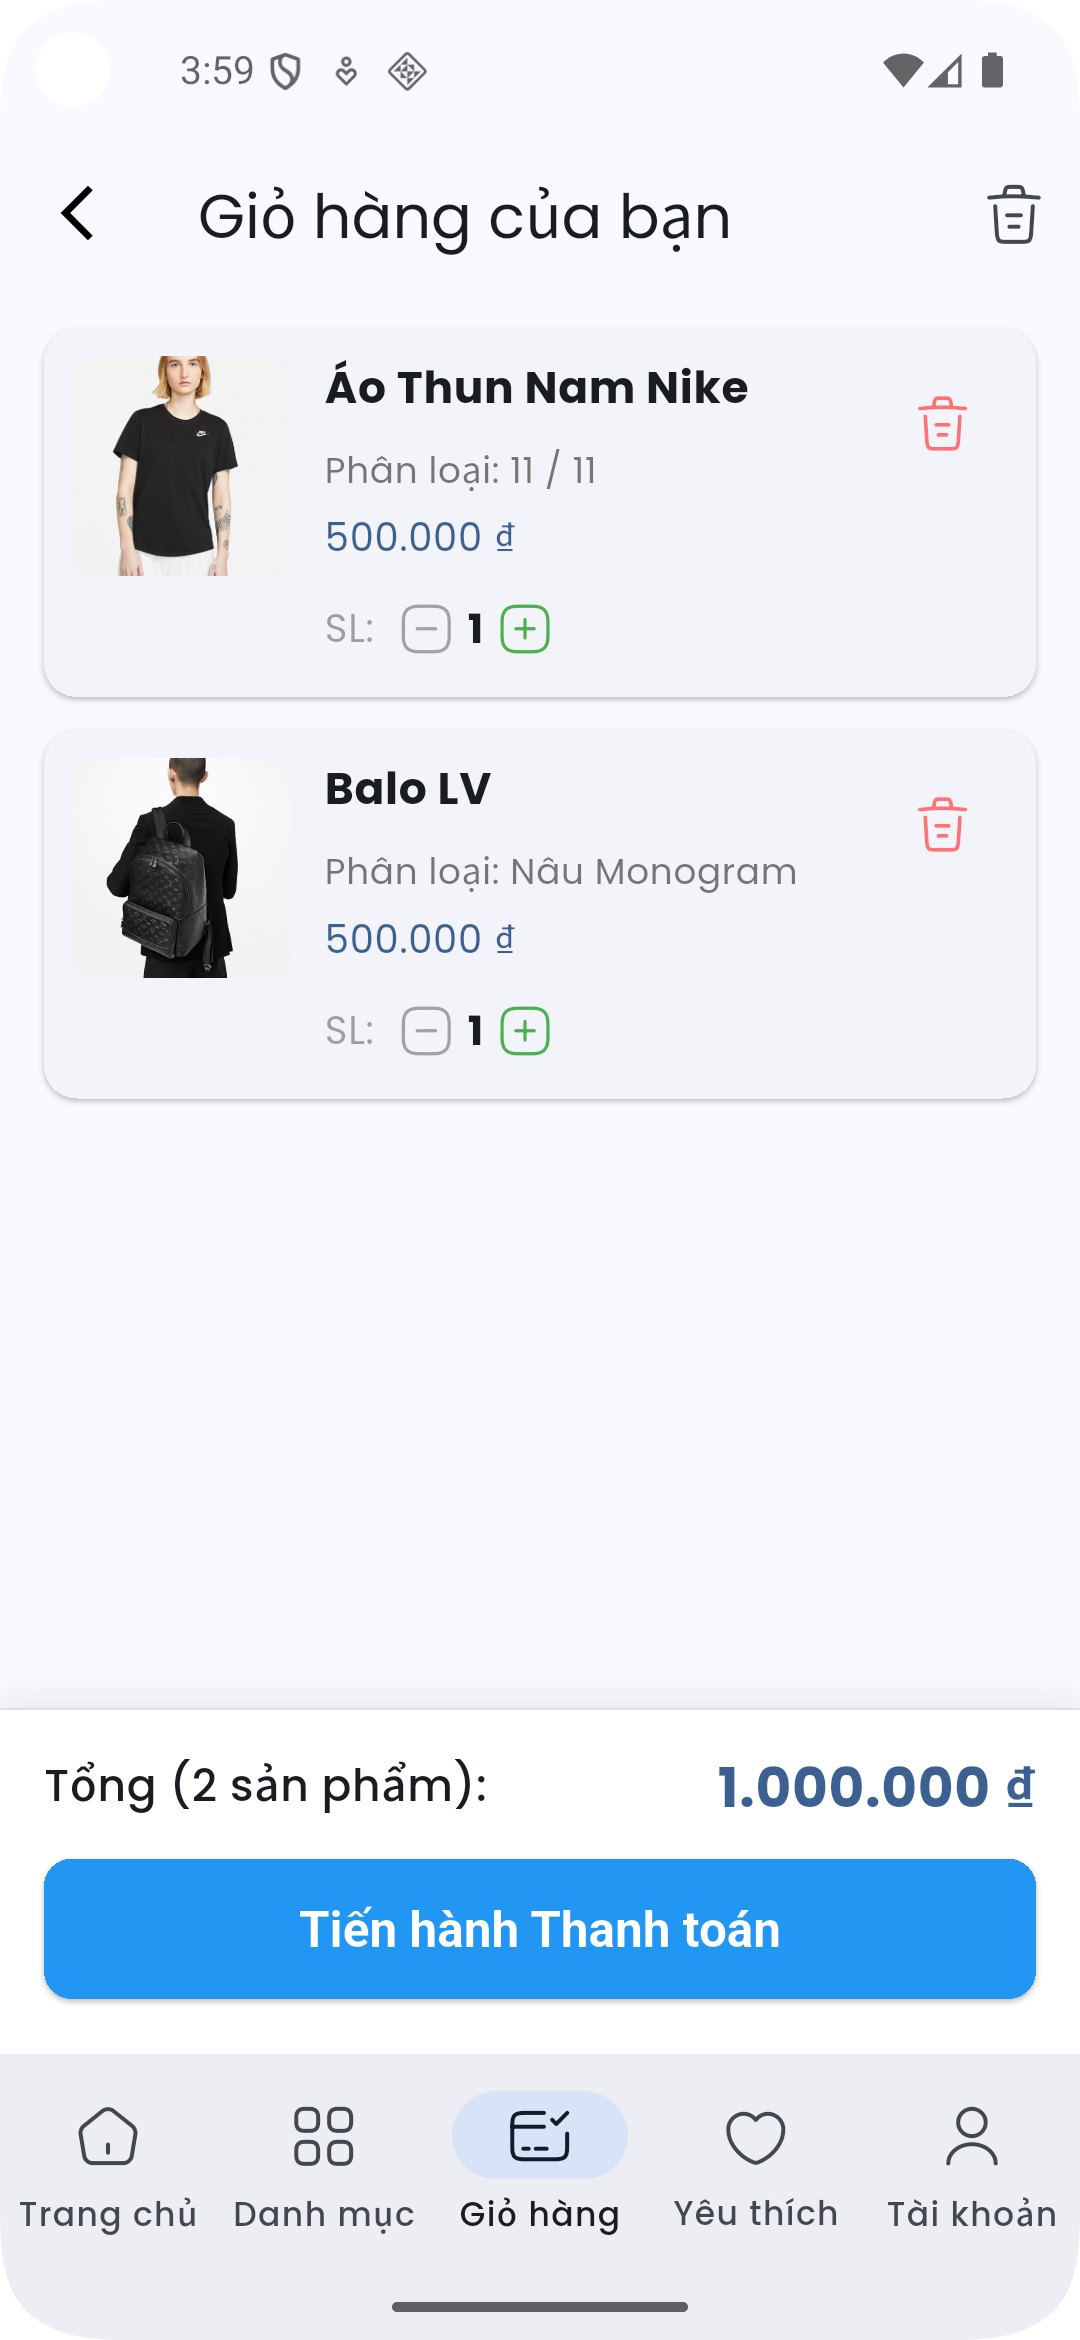 3:59
Giỏ hàng của bạn
Áo Thun Nam Nike
Phân loại: 11 / 11
500.000 ₫
SL: 1
Balo LV
Phân loại: Nâu Monogram
500.000 ₫
SL: 1
Tổng (2 sản phẩm): 1.000.000 ₫
Tiến hành Thanh toán
Trang chủ Danh mục Giỏ hàng Yêu thích Tài khoản